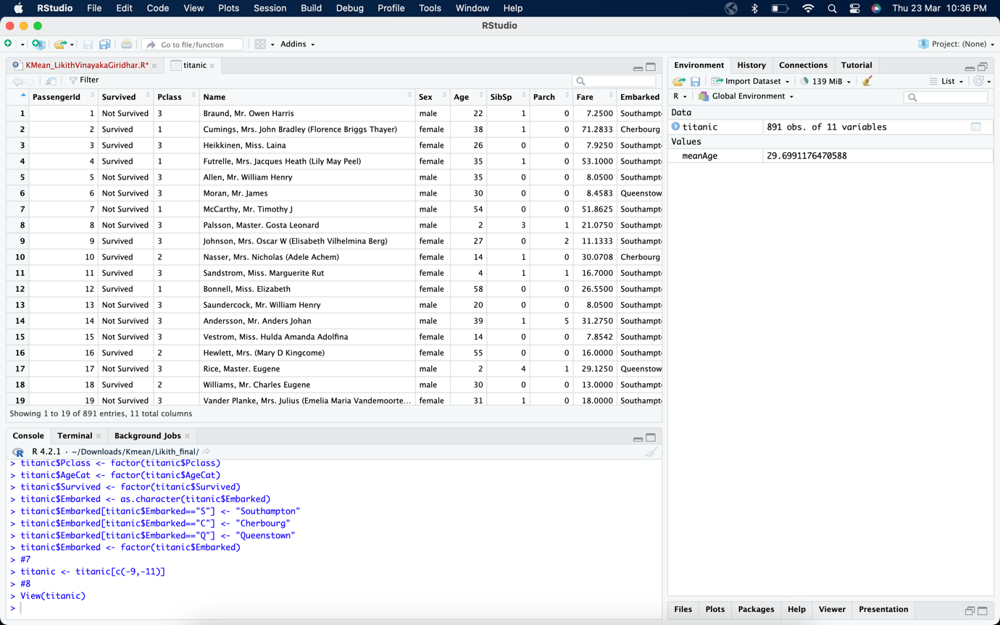 RStudio File Edit Code View Plots Session Build Debug Profile Tools Window Help Thu 23 Mar 10:36 PM
RStudio
Go to file/function Addins Project: (None)
KMean_LikithVinayakaGiridhar.R* titanic
Filter
PassengerId Survived Pclass Name Sex Age SibSp Parch Fare Embarked
1 1 Not Survived 3 Braund, Mr. Owen Harris male 22 1 0 7.2500 Southampt
2 2 Survived 1 Cumings, Mrs. John Bradley (Florence Briggs Thayer) female 38 1 0 71.2833 Cherbourg
3 3 Survived 3 Heikkinen, Miss. Laina female 26 0 0 7.9250 Southampt
4 4 Survived 1 Futrelle, Mrs. Jacques Heath (Lily May Peel) female 35 1 0 53.1000 Southampt
5 5 Not Survived 3 Allen, Mr. William Henry male 35 0 0 8.0500 Southampt
6 6 Not Survived 3 Moran, Mr. James male 30 0 0 8.4583 Queenstow
7 7 Not Survived 1 McCarthy, Mr. Timothy J male 54 0 0 51.8625 Southampt
8 8 Not Survived 3 Palsson, Master. Gosta Leonard male 2 3 1 21.0750 Southampt
9 9 Survived 3 Johnson, Mrs. Oscar W (Elisabeth Vilhelmina Berg) female 27 0 2 11.1333 Southampt
10 10 Survived 2 Nasser, Mrs. Nicholas (Adele Achem) female 14 1 0 30.0708 Cherbourg
11 11 Survived 3 Sandstrom, Miss. Marguerite Rut female 4 1 1 16.7000 Southampt
12 12 Survived 1 Bonnell, Miss. Elizabeth female 58 0 0 26.5500 Southampt
13 13 Not Survived 3 Saundercock, Mr. William Henry male 20 0 0 8.0500 Southampt
14 14 Not Survived 3 Andersson, Mr. Anders Johan male 39 1 5 31.2750 Southampt
15 15 Not Survived 3 Vestrom, Miss. Hulda Amanda Adolfina female 14 0 0 7.8542 Southampt
16 16 Survived 2 Hewlett, Mrs. (Mary D Kingcome) female 55 0 0 16.0000 Southampt
17 17 Not Survived 3 Rice, Master. Eugene male 2 4 1 29.1250 Queenstow
18 18 Survived 2 Williams, Mr. Charles Eugene male 30 0 0 13.0000 Southampt
19 19 Not Survived 3 Vander Planke, Mrs. Julius (Emelia Maria Vandemoorte... female 31 1 0 18.0000 Southampt
Showing 1 to 19 of 891 entries, 11 total columns
Console Terminal Background Jobs
R 4.2.1 · ~/Downloads/Kmean/Likith_final/
> titanic$Pclass <- factor(titanic$Pclass)
> titanic$AgeCat <- factor(titanic$AgeCat)
> titanic$Survived <- factor(titanic$Survived)
> titanic$Embarked <- as.character(titanic$Embarked)
> titanic$Embarked[titanic$Embarked=="S"] <- "Southampton"
> titanic$Embarked[titanic$Embarked=="C"] <- "Cherbourg"
> titanic$Embarked[titanic$Embarked=="Q"] <- "Queenstown"
> titanic$Embarked <- factor(titanic$Embarked)
> #7
> titanic <- titanic[c(-9,-11)]
> #8
> View(titanic)
>
Environment History Connections Tutorial
Import Dataset 139 MiB List
R Global Environment
Data
titanic 891 obs. of 11 variables
Values
meanAge 29.6991176470588
Files Plots Packages Help Viewer Presentation